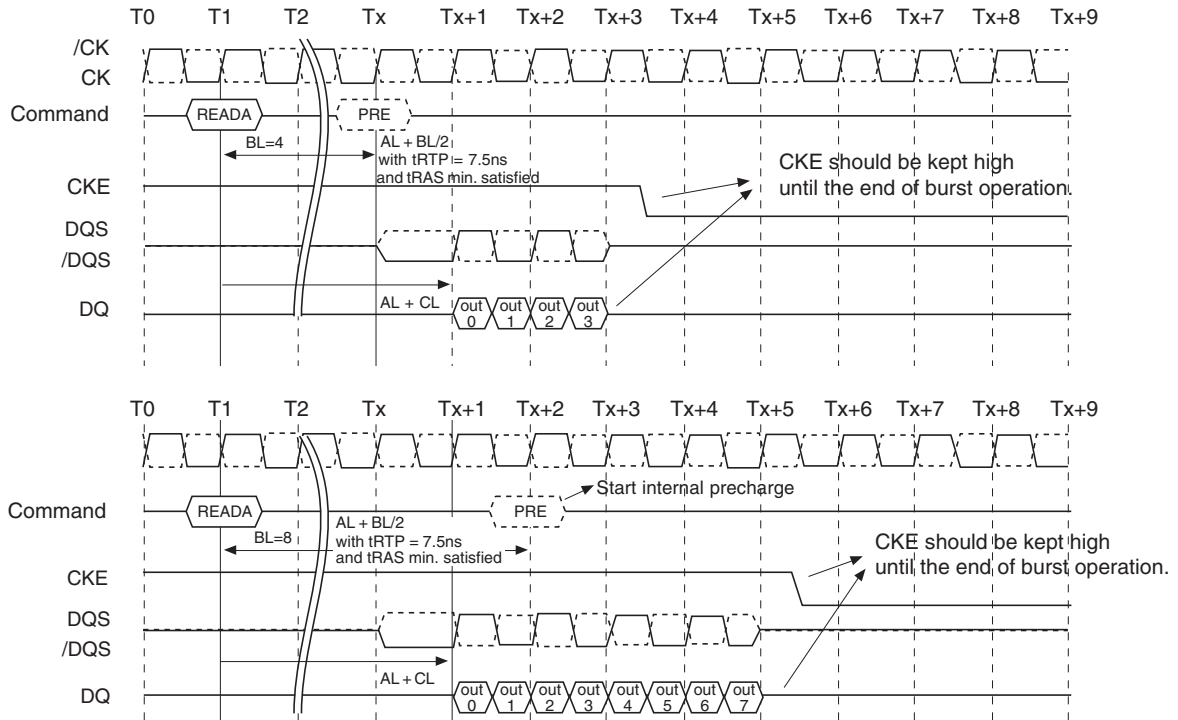 T0 T1 T2 Tx Tx+1 Tx+2 Tx+3 Tx+4 Tx+5 Tx+6 Tx+7 Tx+8 Tx+9
/CK
CK
Command READA PRE
BL=4 AL + BL/2
with tRTP = 7.5ns
and tRAS min. satisfied
CKE should be kept high
until the end of burst operation.
CKE
DQS
/DQS
AL + CL
DQ out 0 out 1 out 2 out 3
T0 T1 T2 Tx Tx+1 Tx+2 Tx+3 Tx+4 Tx+5 Tx+6 Tx+7 Tx+8 Tx+9
Start internal precharge
Command READA PRE
BL=8 AL + BL/2
with tRTP = 7.5ns
and tRAS min. satisfied
CKE should be kept high
until the end of burst operation.
CKE
DQS
/DQS
AL + CL
DQ out 0 out 1 out 2 out 3 out 4 out 5 out 6 out 7